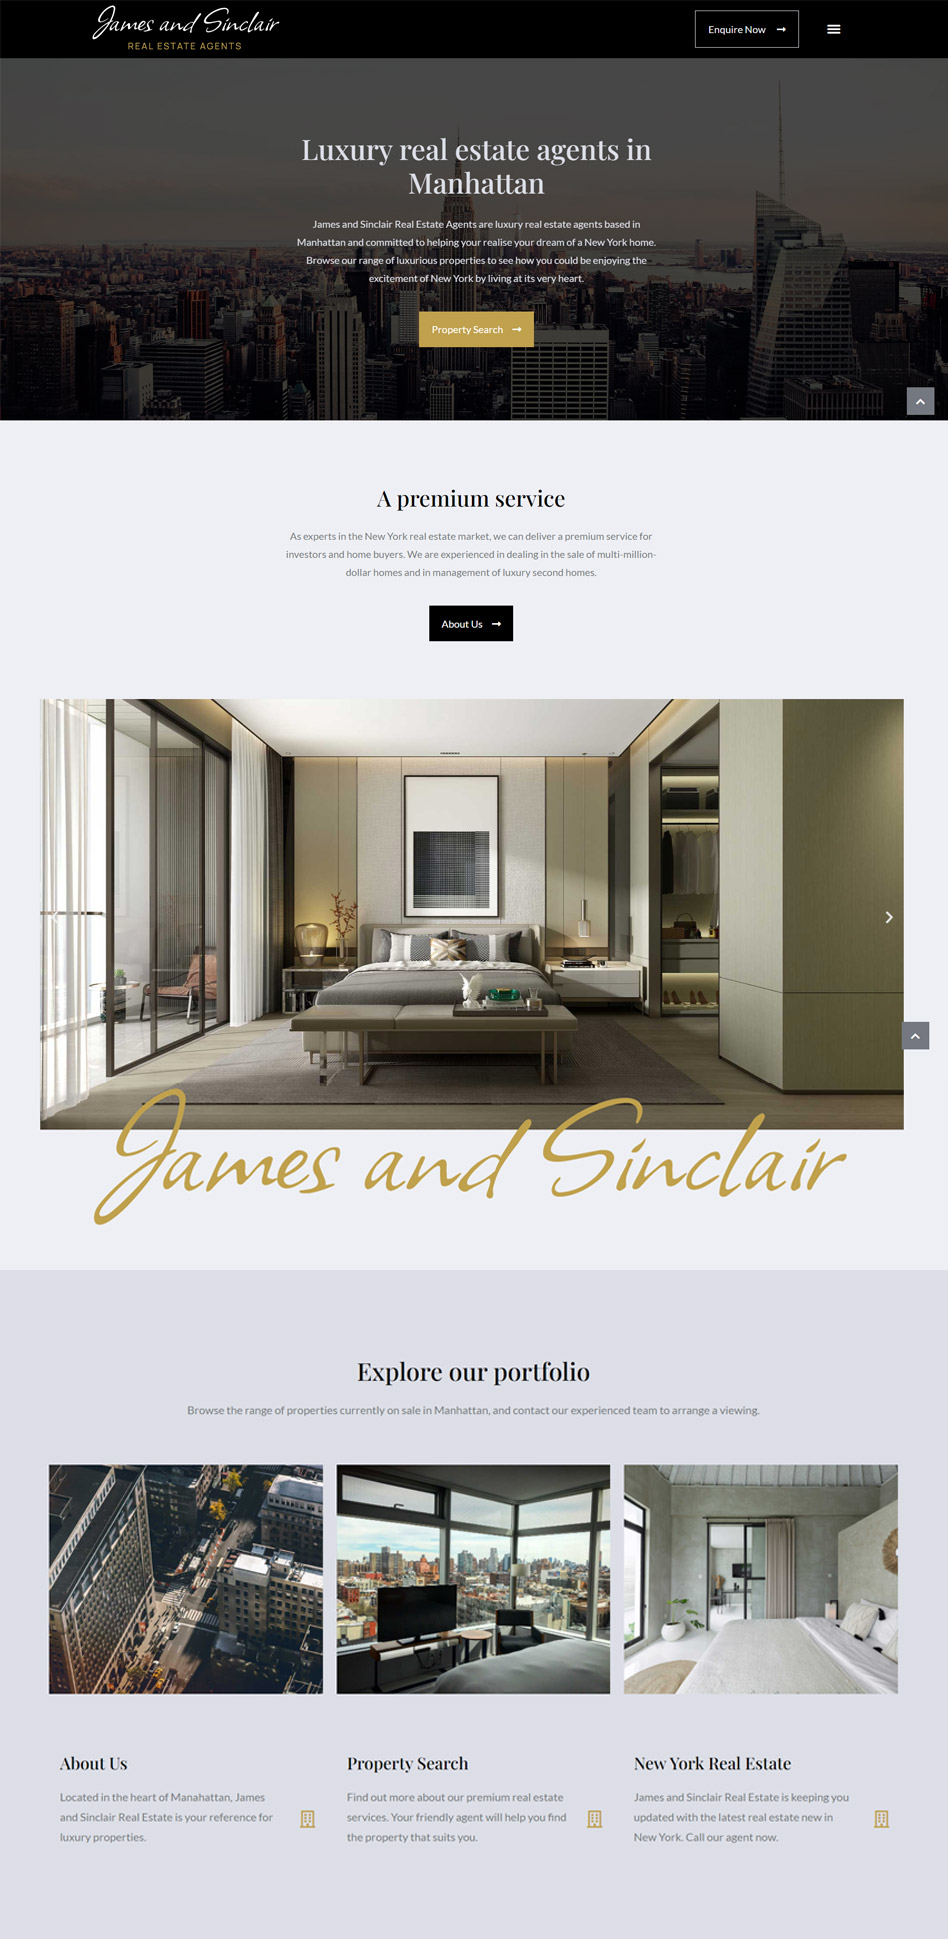 James and Sinclair
REAL ESTATE AGENTS
Enquire Now
Luxury real estate agents in
Manhattan
James and Sinclair Real Estate Agents are luxury real estate agents based in
Manhattan and committed to helping your realise your dream of a New York home.
Browse our range of luxurious properties to see how you could be enjoying the
excitement of New York by living at its very heart.
Property Search
A premium service
As experts in the New York real estate market, we can deliver a premium service for
investors and home buyers. We are experienced in dealing in the sale of multi-million-
dollar homes and in management of luxury second homes.
About Us
James and Sinclair
Explore our portfolio
Browse the range of properties currently on sale in Manhattan, and contact our experienced team to arrange a viewing.
About Us
Located in the heart of Manahattan, James
and Sinclair Real Estate is your reference for
luxury properties.
Property Search
Find out more about our premium real estate
services. Your friendly agent will help you find
the property that suits you.
New York Real Estate
James and Sinclair Real Estate is keeping you
updated with the latest real estate new in
New York. Call our agent now.